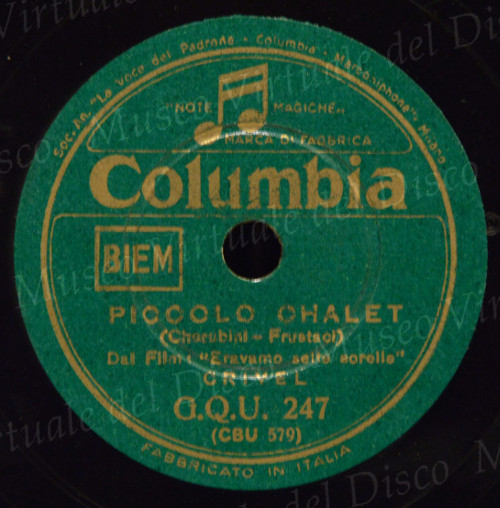 Soc. An. "La voce del Padrone - Columbia - Marconiphone" Milano
"NOTE MAGICHE"
MARCA DI FABBRICA
Columbia
BIEM
PICCOLO CHALET
(Cherubini - Frustaci)
Dal Film: "Eravamo sette sorelle"
CRIVEL
G.Q.U. 247
(CBU 579)
FABBRICATO IN ITALIA
Museo Virtuale del Disco